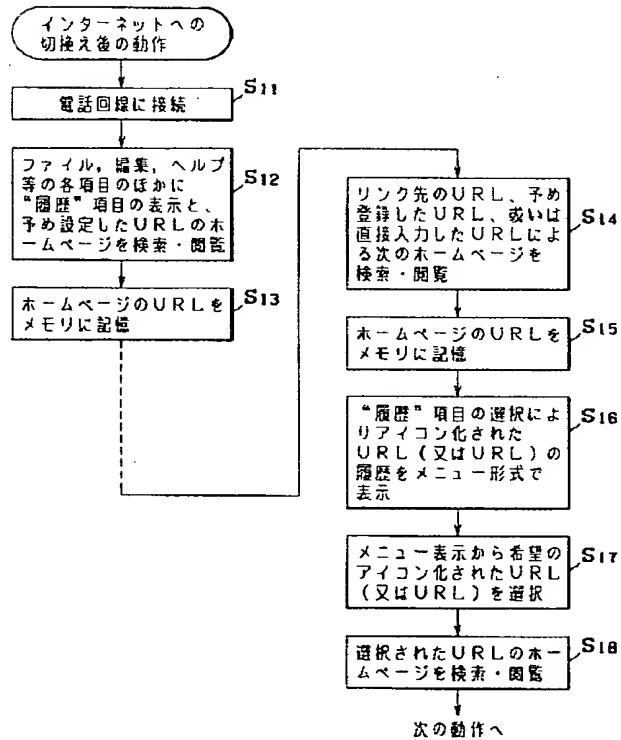 インターネットへの
切換え後の動作
S11
電話回線に接続
S12
ファイル,編集,ヘルプ
等の各項目のほかに
“履歴”項目の表示と、
予め設定したURLのホ
ームページを検索・閲覧
S13
ホームページのURLを
メモリに記憶
S14
リンク先のURL、予め
登録したURL、或いは
直接入力したURLによ
る次のホームページを
検索・閲覧
S15
ホームページのURLを
メモリに記憶
S16
“履歴”項目の選択によ
りアイコン化された
URL(又はURL)の
履歴をメニュー形式で
表示
S17
メニュー表示から希望の
アイコン化されたURL
(又はURL)を選択
S18
選択されたURLのホー
ムページを検索・閲覧
次の動作へ